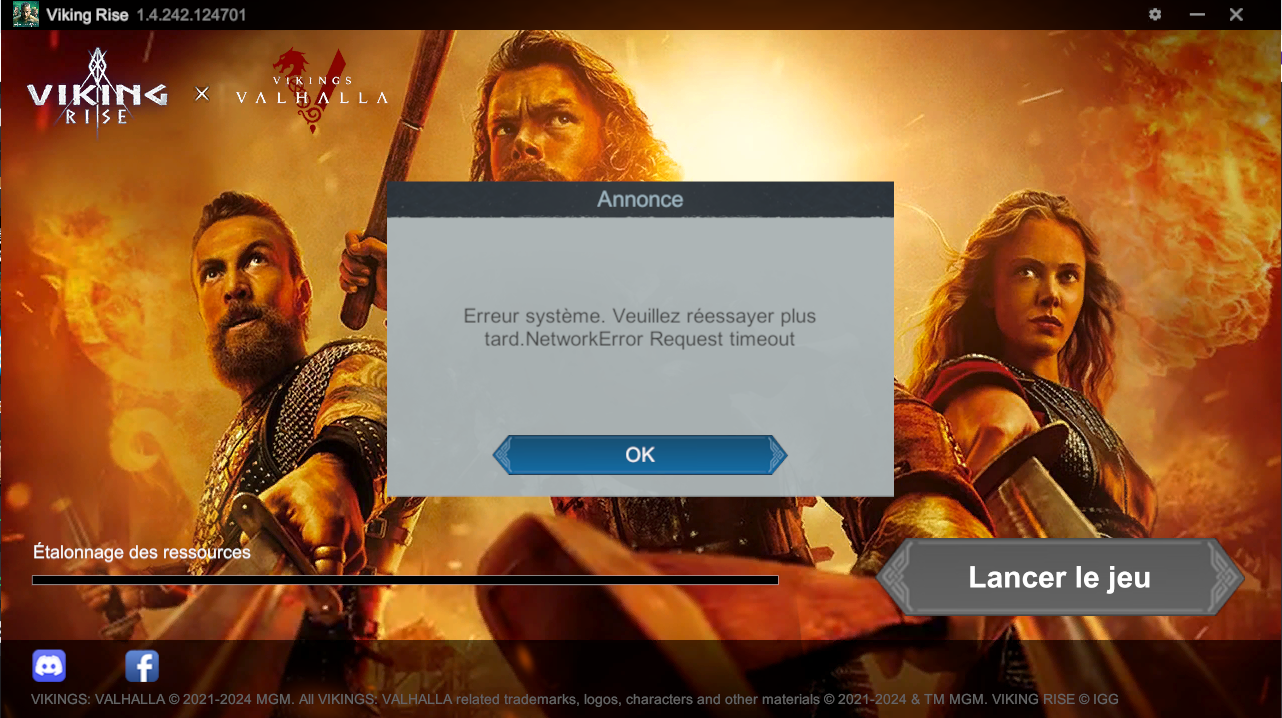 Viking Rise 1.4.242.124701
VIKING
RISE
×
VIKINGS
VALHALLA
Annonce
Erreur système. Veuillez réessayer plus
tard.NetworkError Request timeout
OK
Étalonnage des ressources
Lancer le jeu
VIKINGS: VALHALLA © 2021-2024 MGM. All VIKINGS: VALHALLA related trademarks, logos, characters and other materials © 2021-2024 & TM MGM. VIKING RISE © IGG